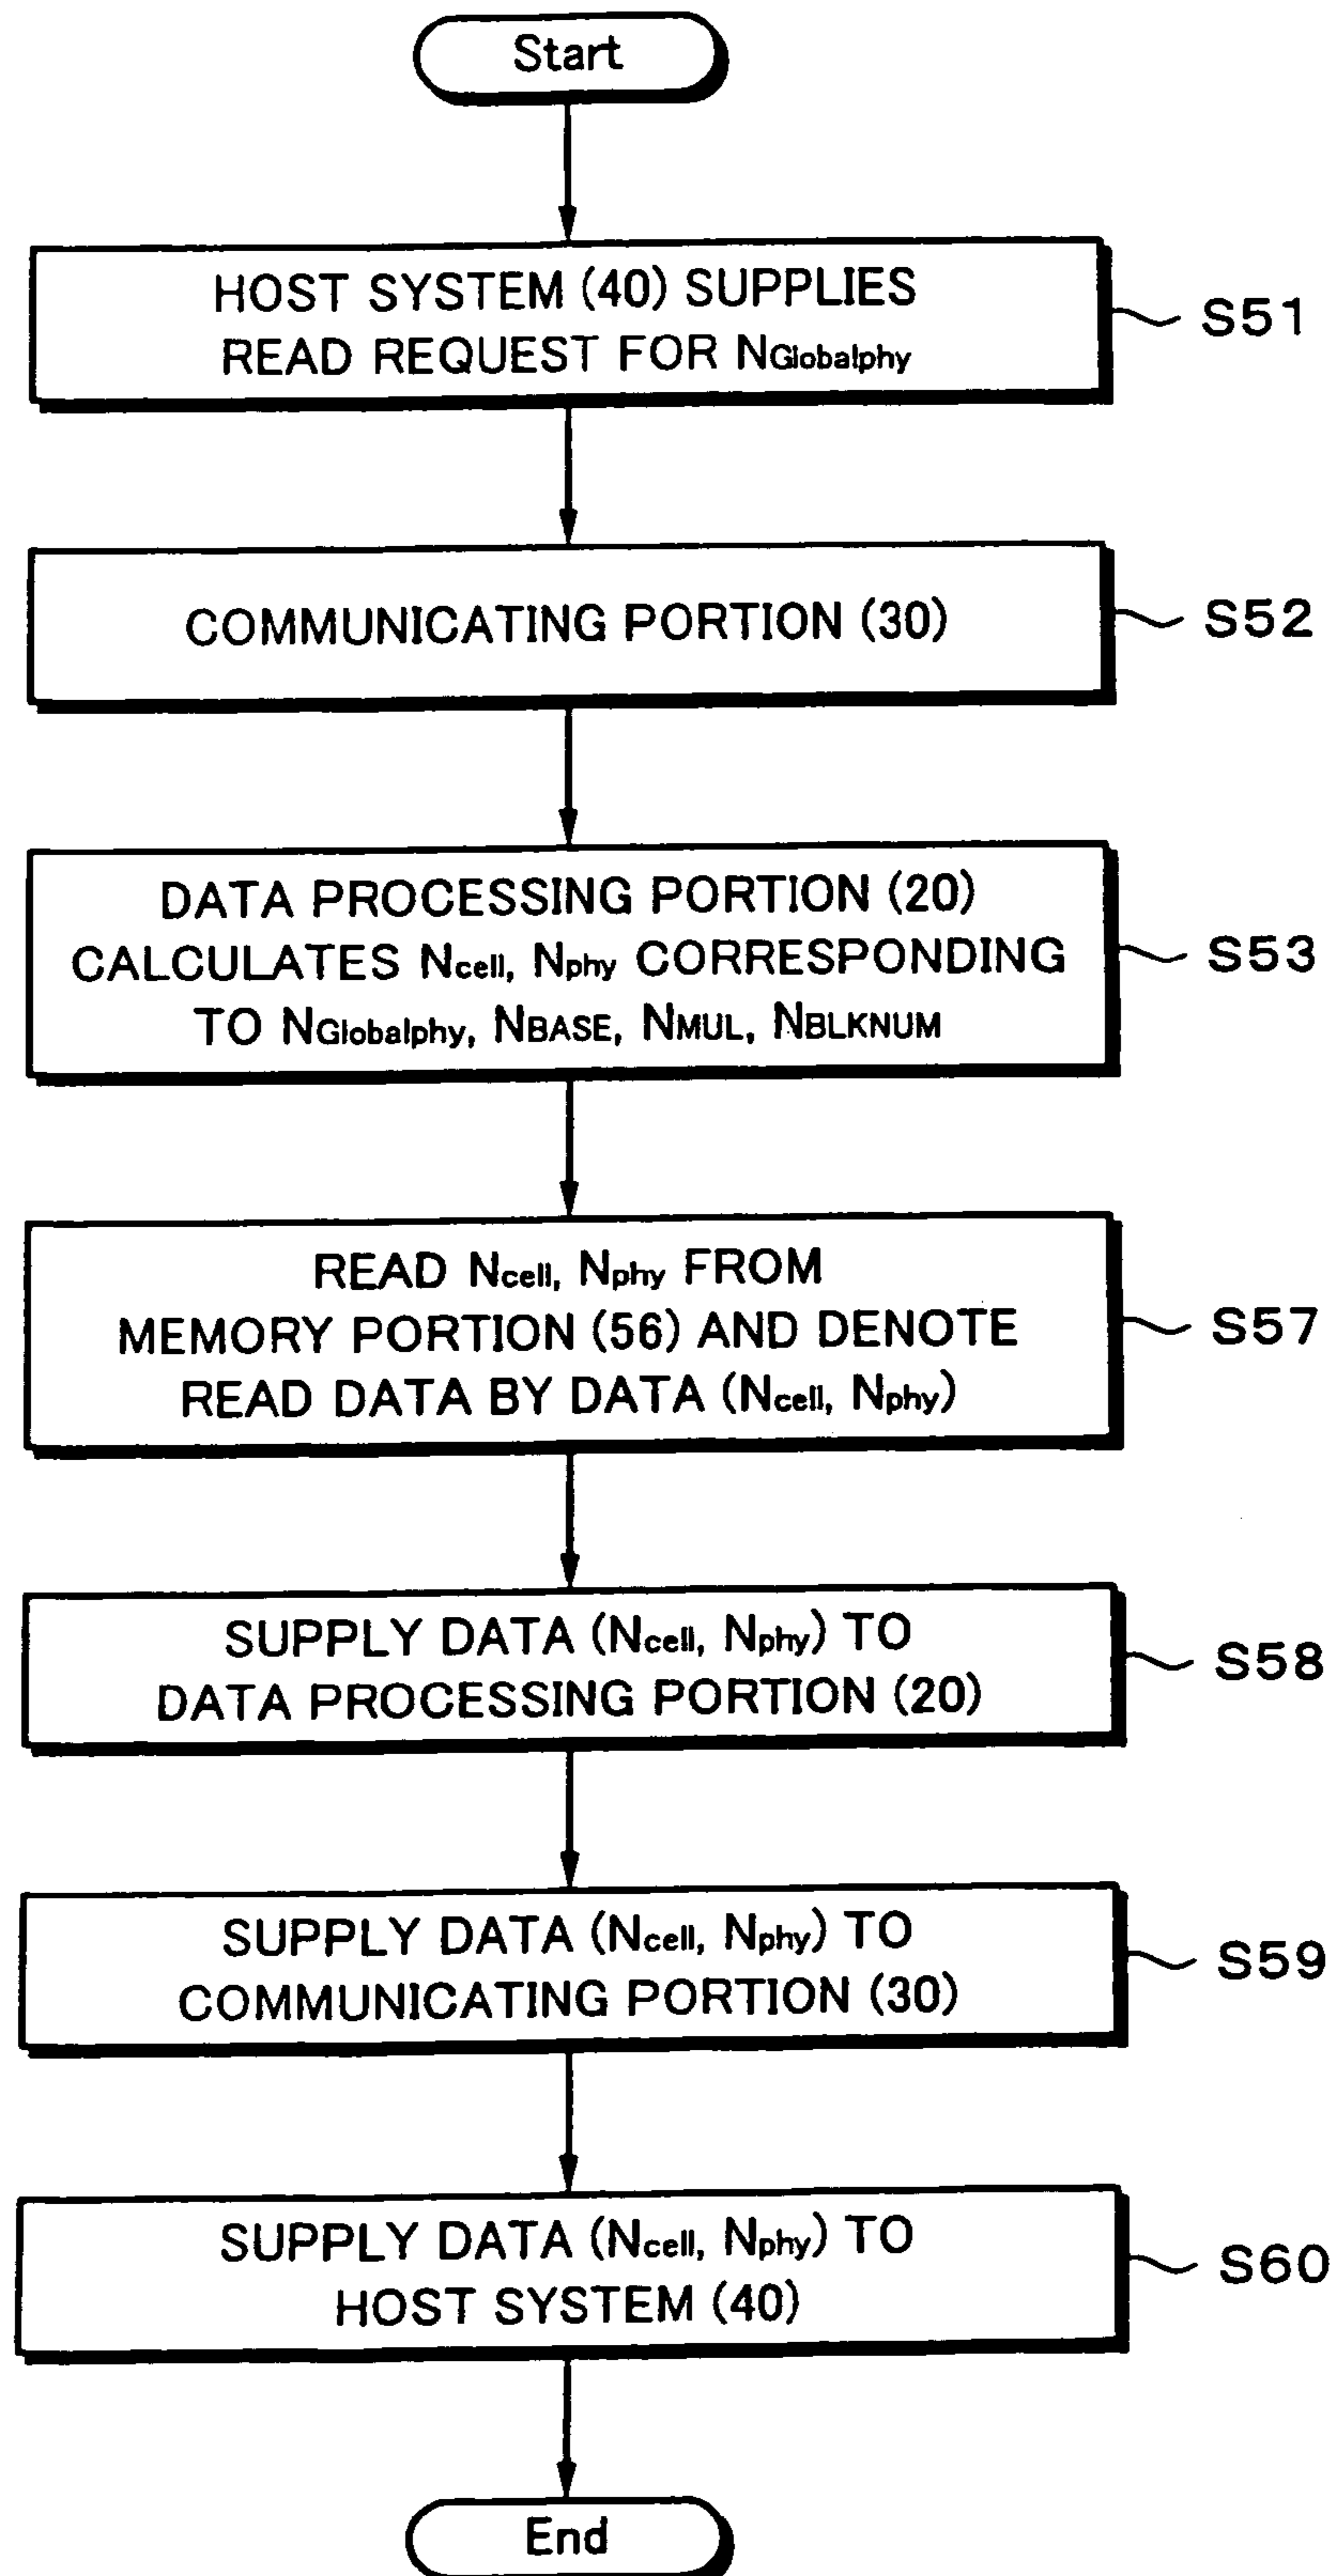 Start
HOST SYSTEM (40) SUPPLIES
READ REQUEST FOR NGlobalphy
S51
COMMUNICATING PORTION (30)
S52
DATA PROCESSING PORTION (20)
CALCULATES Ncell, Nphy CORRESPONDING
TO NGlobalphy, NBASE, NMUL, NBLKNUM
S53
READ Ncell, Nphy FROM
MEMORY PORTION (56) AND DENOTE
READ DATA BY DATA (Ncell, Nphy)
S57
SUPPLY DATA (Ncell, Nphy) TO
DATA PROCESSING PORTION (20)
S58
SUPPLY DATA (Ncell, Nphy) TO
COMMUNICATING PORTION (30)
S59
SUPPLY DATA (Ncell, Nphy) TO
HOST SYSTEM (40)
S60
End